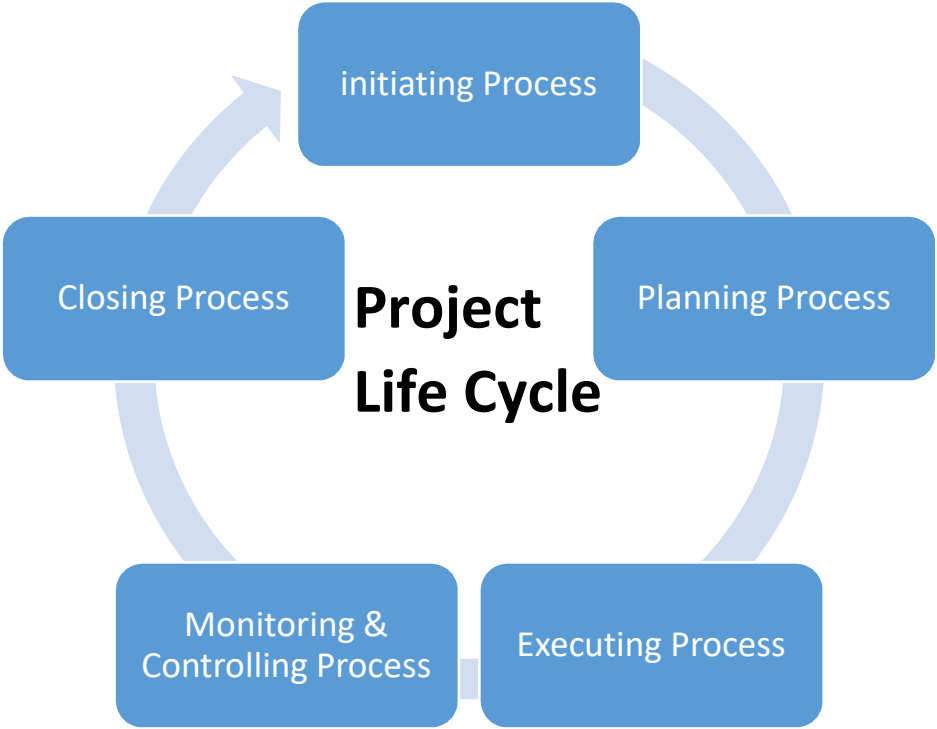 initiating Process
Planning Process
Executing Process
Monitoring &
Controlling Process
Closing Process
Project
Life Cycle